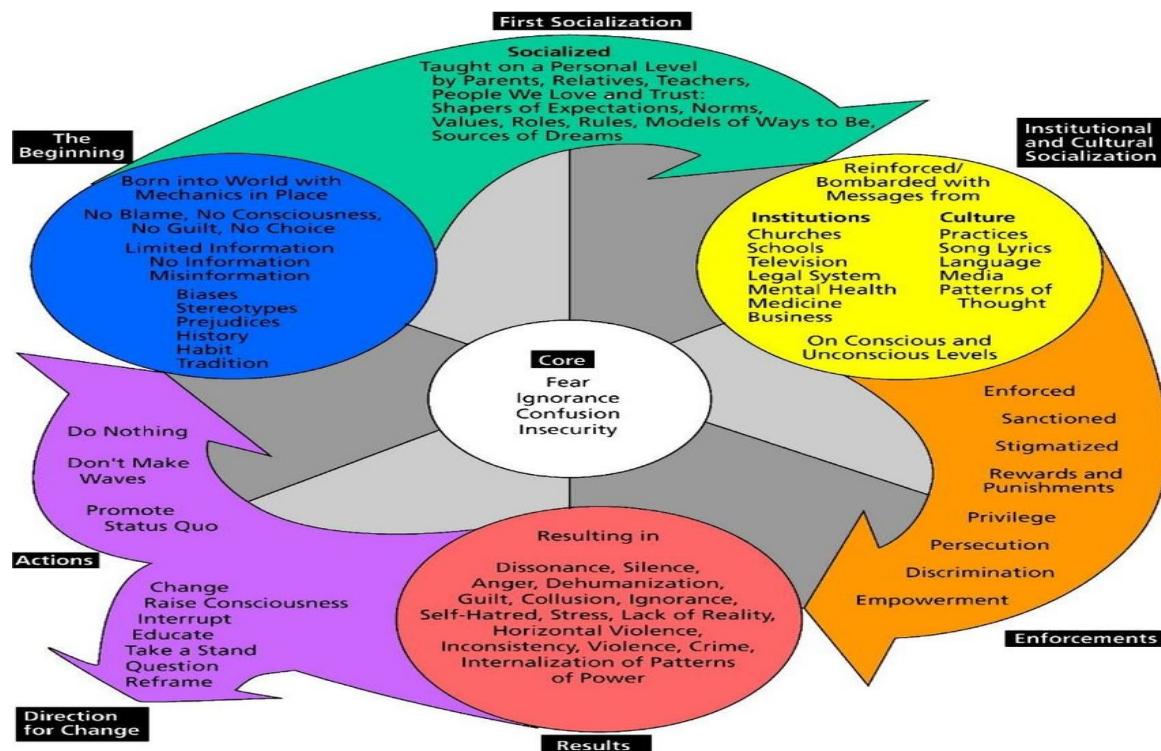 First Socialization
Socialized
Taught on a Personal Level
by Parents, Relatives, Teachers,
People We Love and Trust:
Shapers of Expectations, Norms,
Values, Roles, Rules, Models of Ways to Be,
Sources of Dreams
The
Beginning
Born into World with
Mechanics in Place
No Blame, No Consciousness,
No Guilt, No Choice
Limited Information
No Information
Misinformation
Biases
Stereotypes
Prejudices
History
Habit
Tradition
Institutional
and Cultural
Socialization
Reinforced/
Bombarded with
Messages from
Institutions
Churches
Schools
Television
Legal System
Mental Health
Medicine
Business
Culture
Practices
Song Lyrics
Language
Media
Patterns of
Thought
On Conscious and
Unconscious Levels
Core
Fear
Ignorance
Confusion
Insecurity
Enforced
Sanctioned
Stigmatized
Rewards and
Punishments
Privilege
Persecution
Discrimination
Empowerment
Enforcements
Resulting in
Dissonance, Silence,
Anger, Dehumanization,
Guilt, Collusion, Ignorance,
Self-Hatred, Stress, Lack of Reality,
Horizontal Violence,
Inconsistency, Violence, Crime,
Internalization of Patterns
of Power
Results
Do Nothing
Don't Make
Waves
Promote
Status Quo
Actions
Change
Raise Consciousness
Interrupt
Educate
Take a Stand
Question
Reframe
Direction
for Change